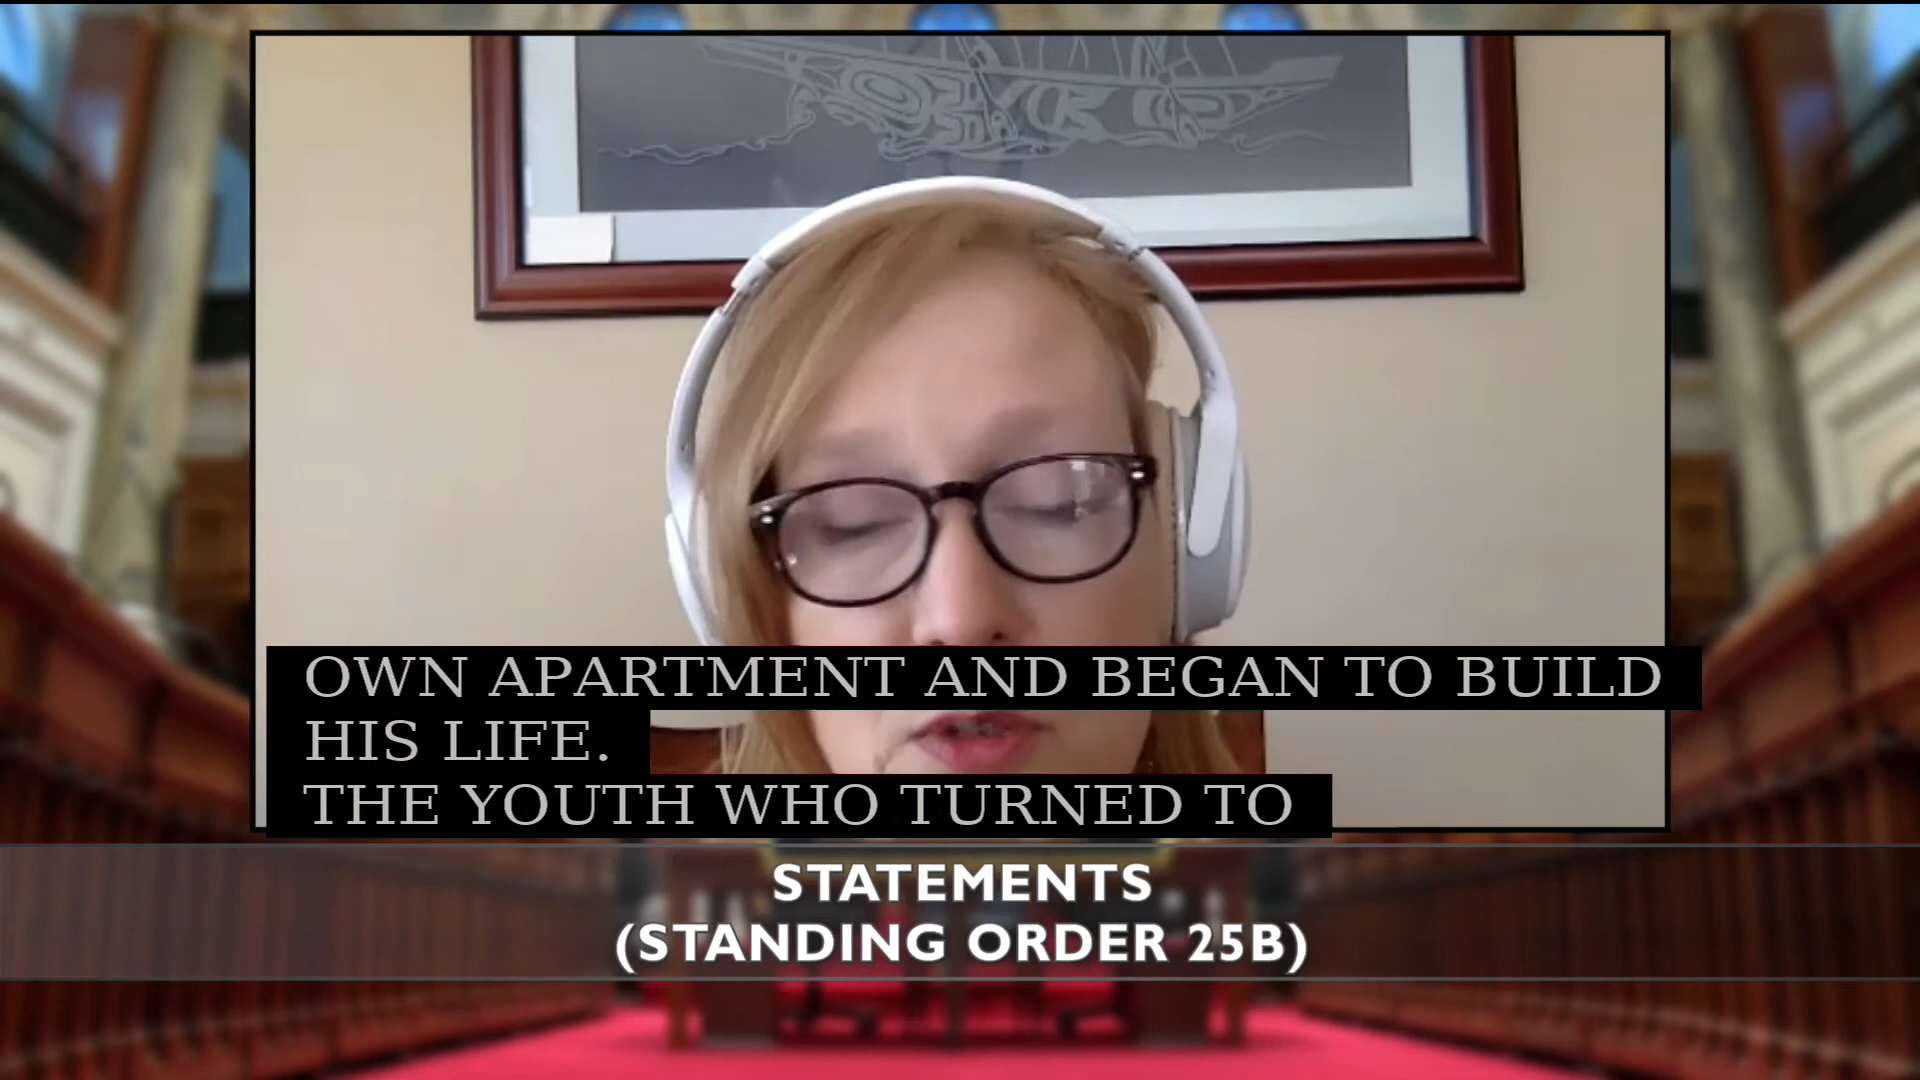 OWN APARTMENT AND BEGAN TO BUILD
HIS LIFE.
THE YOUTH WHO TURNED TO
STATEMENTS
(STANDING ORDER 25B)